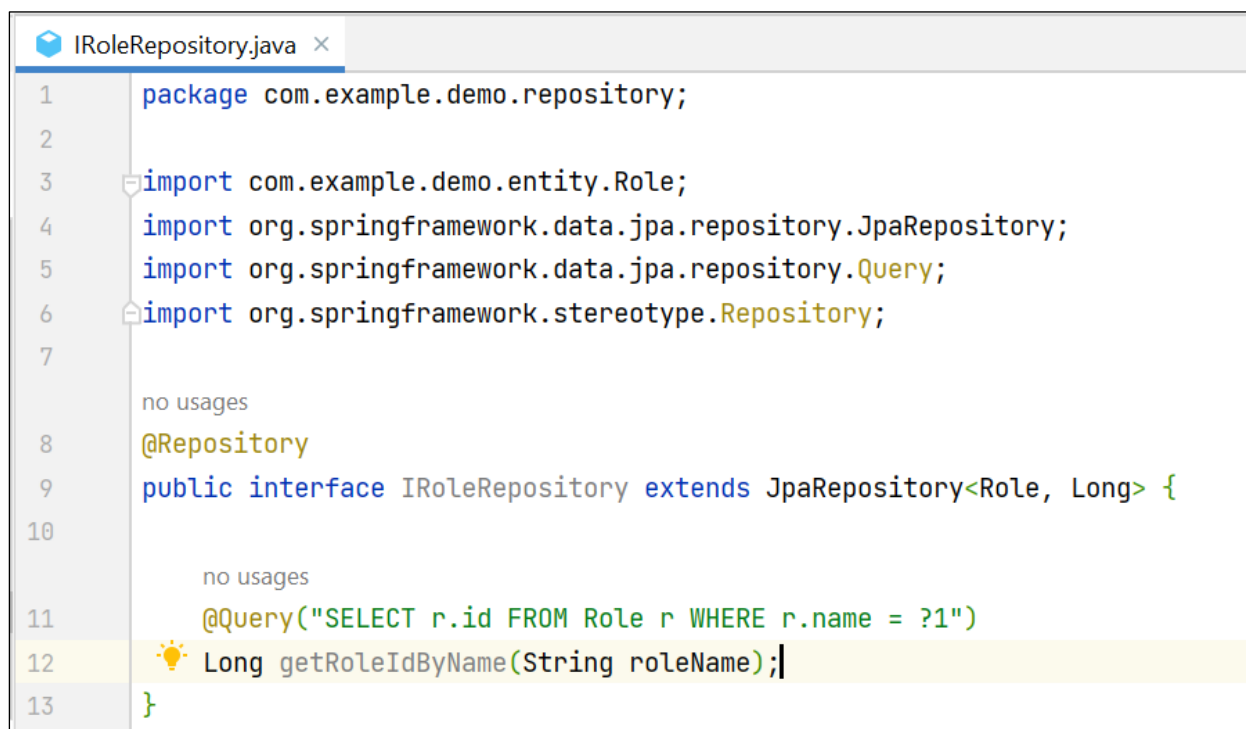 IRoleRepository.java ×
1 package com.example.demo.repository;
2
3 import com.example.demo.entity.Role;
4 import org.springframework.data.jpa.repository.JpaRepository;
5 import org.springframework.data.jpa.repository.Query;
6 import org.springframework.stereotype.Repository;
7
no usages
8 @Repository
9 public interface IRoleRepository extends JpaRepository<Role, Long> {
10
no usages
11 @Query("SELECT r.id FROM Role r WHERE r.name = ?1")
12 Long getRoleIdByName(String roleName);
13 }